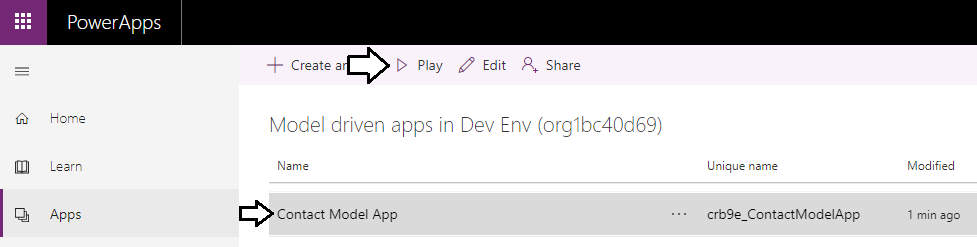 PowerApps
Create an Play Edit Share
Home
Learn
Apps
Model driven apps in Dev Env (org1bc40d69)
Name Unique name Modified
Contact Model App ··· crb9e_ContactModelApp 1 min ago